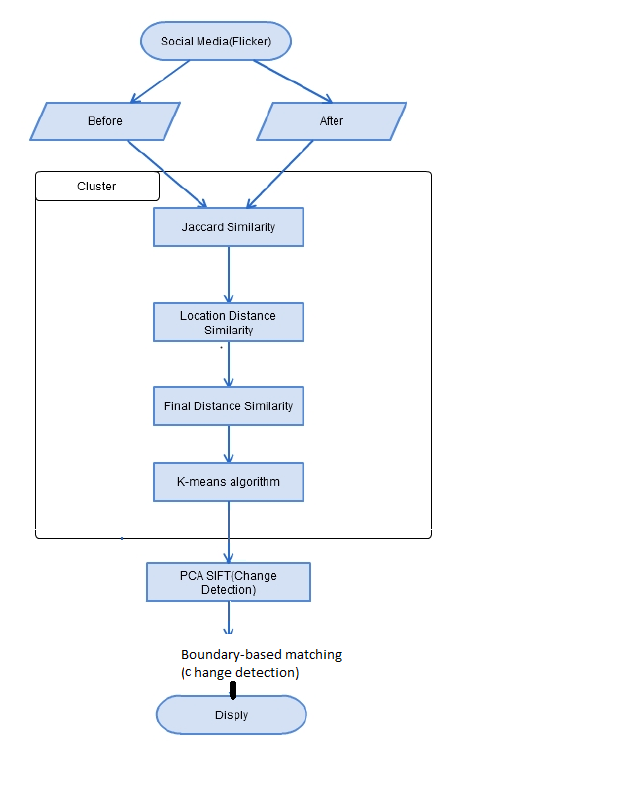 Social Media(Flicker)
Before
After
Cluster
Jaccard Similarity
Location Distance
Similarity
Final Distance Similarity
K-means algorithm
PCA SIFT(Change
Detection)
Boundary-based matching
(c hange detection)
Disply